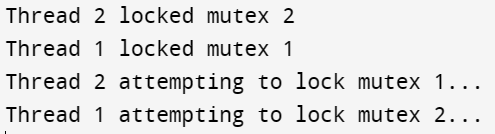 Thread 2 locked mutex 2
Thread 1 locked mutex 1
Thread 2 attempting to lock mutex 1...
Thread 1 attempting to lock mutex 2...